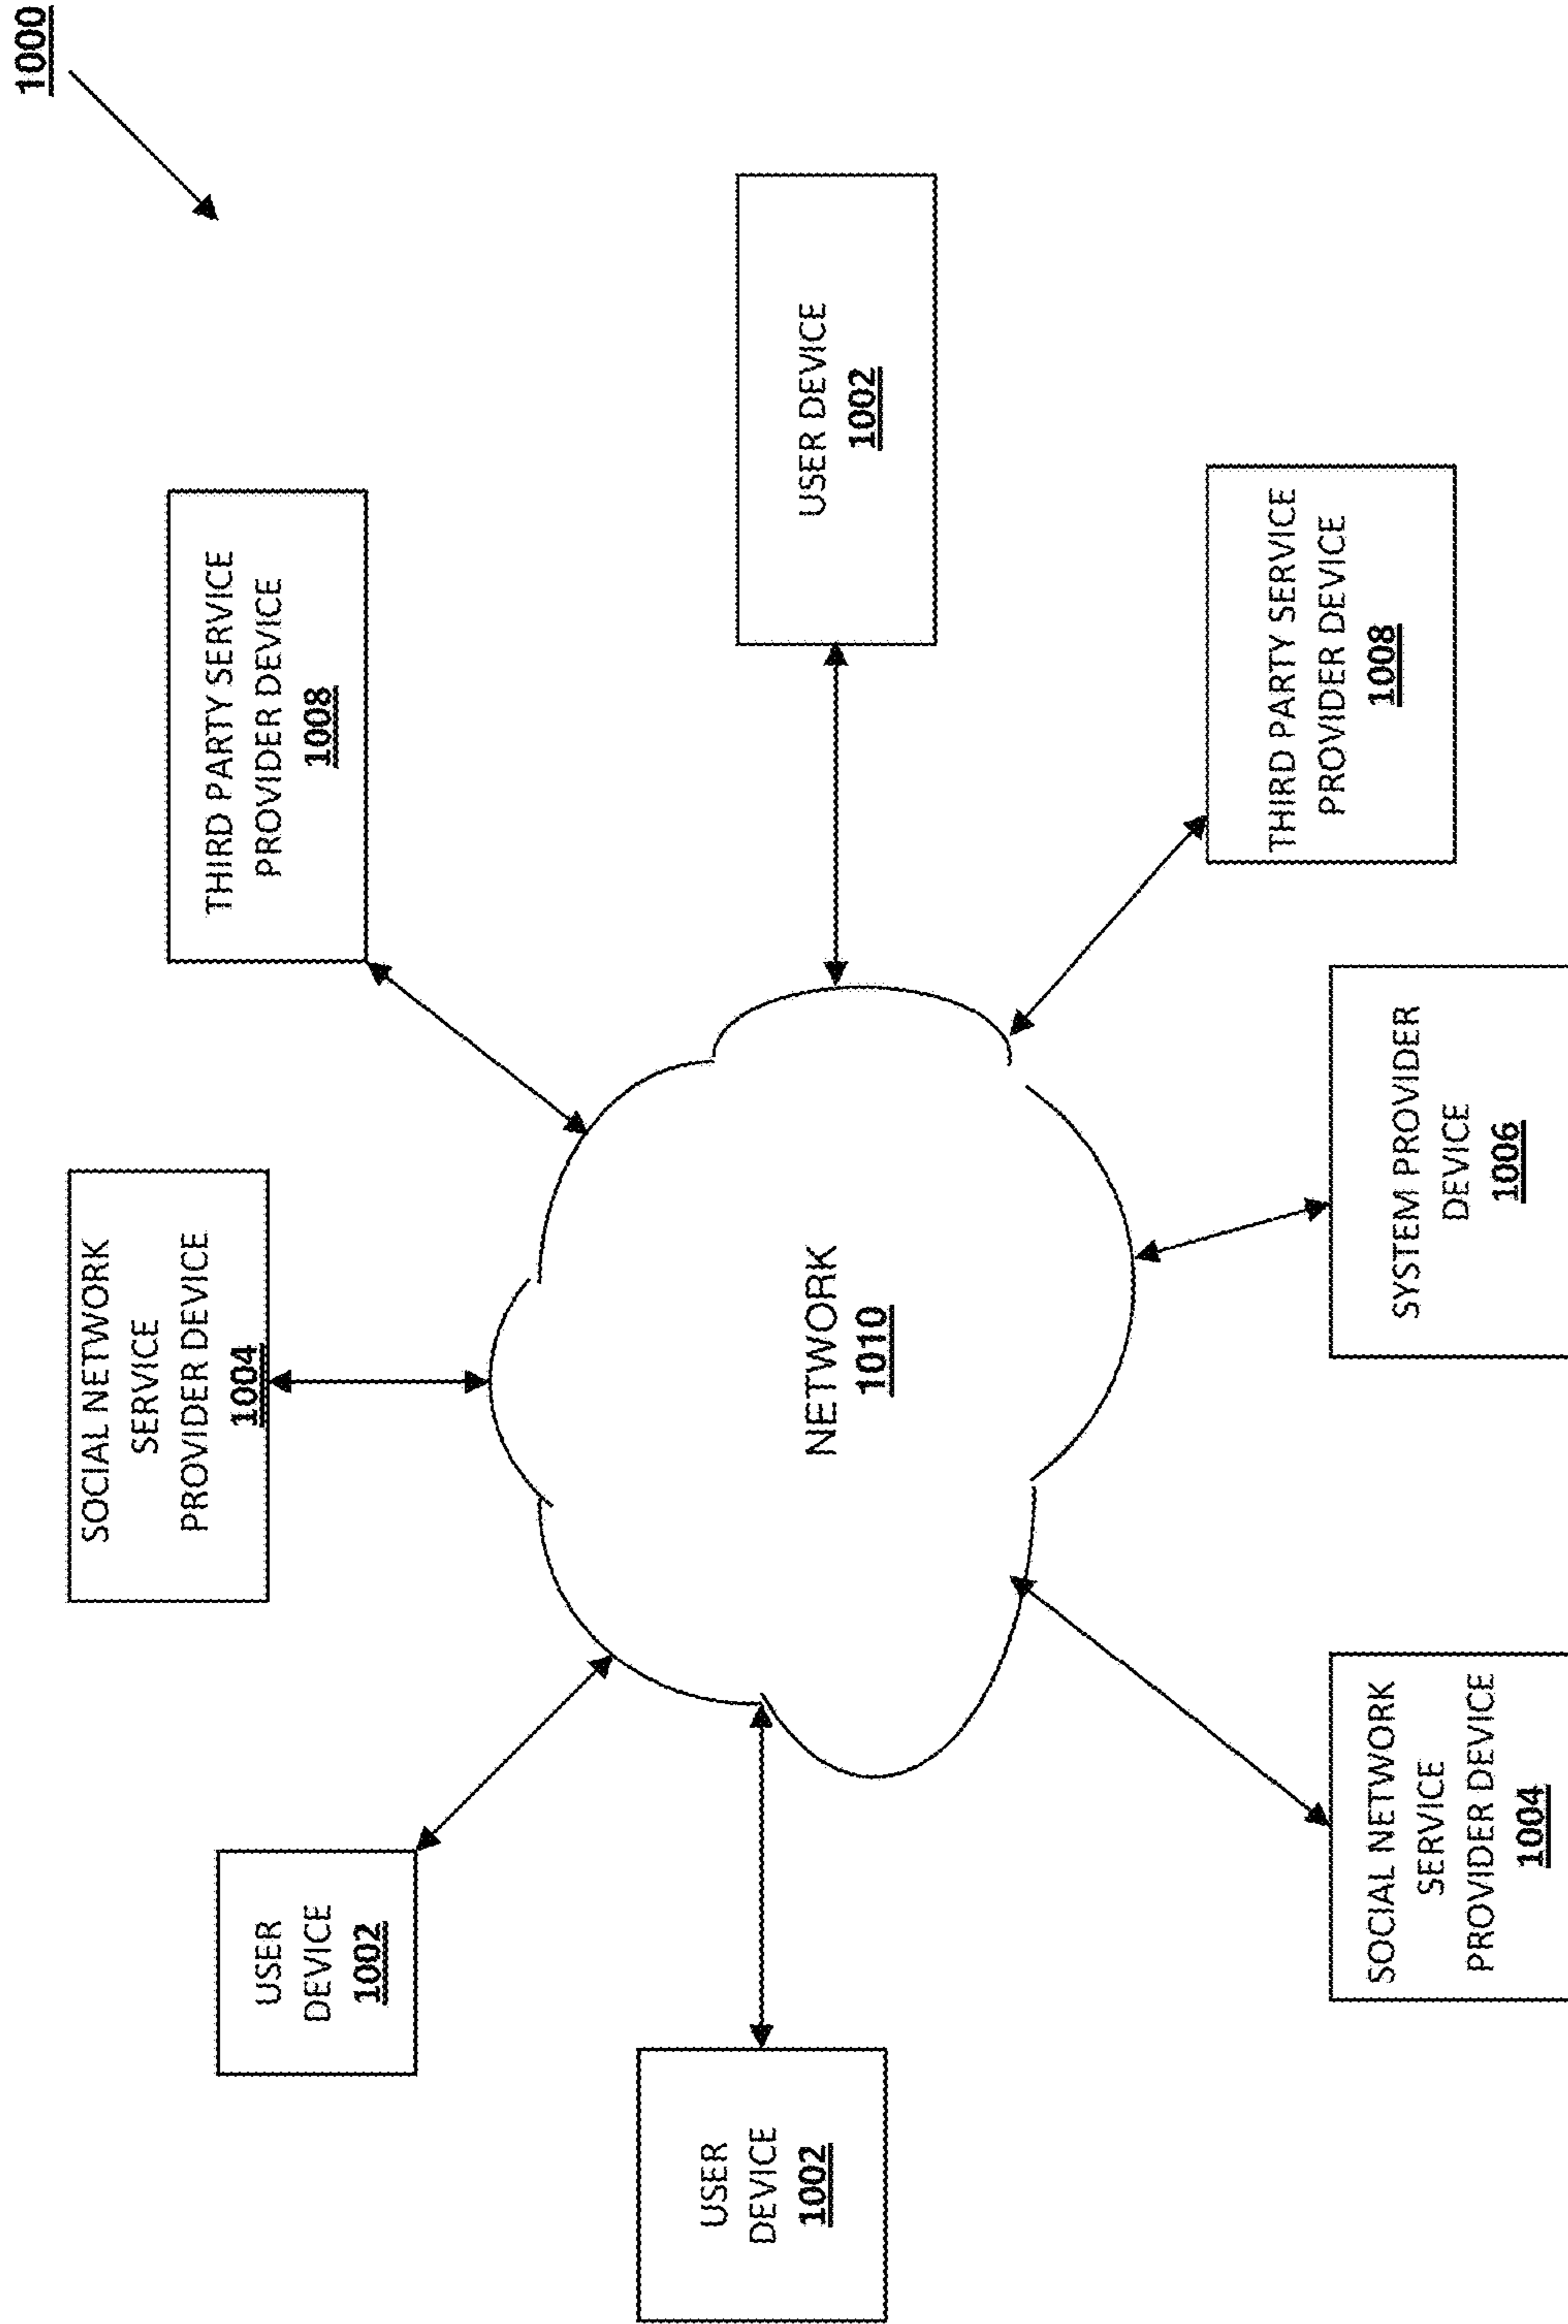 1000
SOCIAL NETWORK
SERVICE
PROVIDER DEVICE
1004
USER
DEVICE
1002
THIRD PARTY SERVICE
PROVIDER DEVICE
1008
USER
DEVICE
1002
NETWORK
1010
USER DEVICE
1002
SOCIAL NETWORK
SERVICE
PROVIDER DEVICE
1004
SYSTEM PROVIDER
DEVICE
1006
THIRD PARTY SERVICE
PROVIDER DEVICE
1008